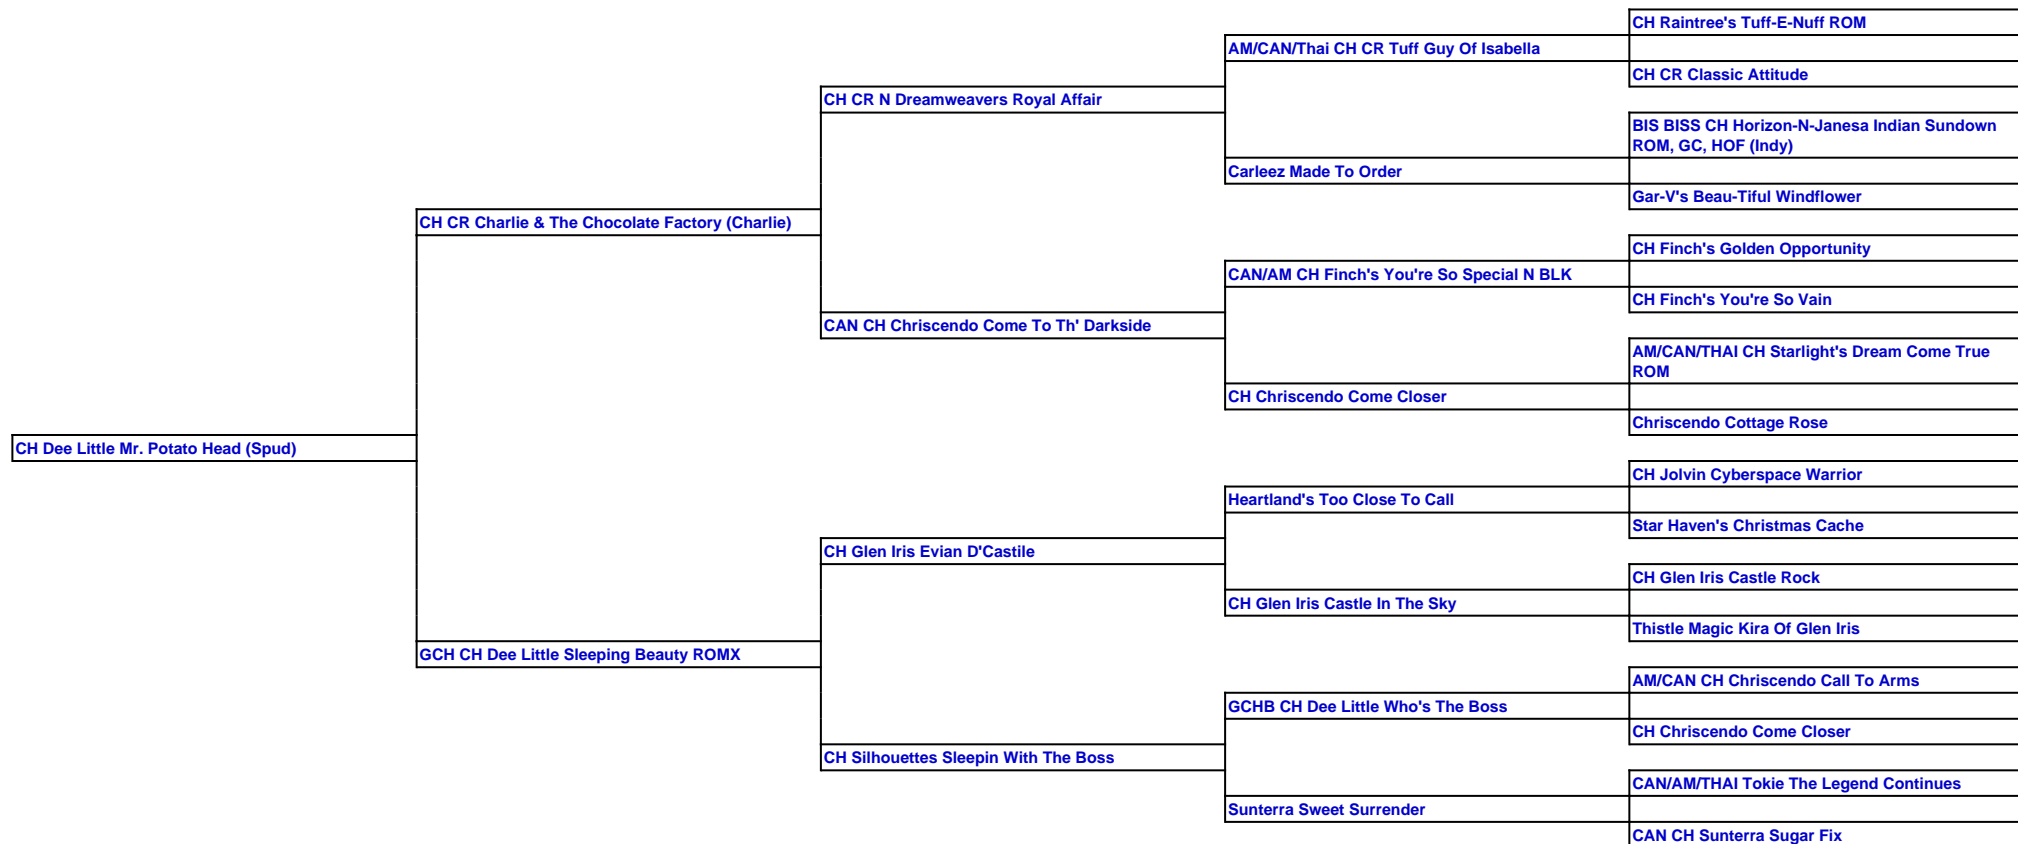 CH Raintree's Tuff-E-Nuff ROM
AM/CAN/Thai CH CR Tuff Guy Of Isabella
CH CR Classic Attitude
CH CR N Dreamweavers Royal Affair
BIS BISS CH Horizon-N-Janesa Indian Sundown
ROM, GC, HOF (Indy)
Carleez Made To Order
Gar-V's Beau-Tiful Windflower
CH CR Charlie & The Chocolate Factory (Charlie)
CH Finch's Golden Opportunity
CAN/AM CH Finch's You're So Special N BLK
CH Finch's You're So Vain
CAN CH Chriscendo Come To Th' Darkside
AM/CAN/THAI CH Starlight's Dream Come True
ROM
CH Chriscendo Come Closer
Chriscendo Cottage Rose
CH Dee Little Mr. Potato Head (Spud)
CH Jolvin Cyberspace Warrior
Heartland's Too Close To Call
Star Haven's Christmas Cache
CH Glen Iris Evian D'Castile
CH Glen Iris Castle Rock
CH Glen Iris Castle In The Sky
Thistle Magic Kira Of Glen Iris
GCH CH Dee Little Sleeping Beauty ROMX
AM/CAN CH Chriscendo Call To Arms
GCHB CH Dee Little Who's The Boss
CH Chriscendo Come Closer
CH Silhouettes Sleepin With The Boss
CAN/AM/THAI Tokie The Legend Continues
Sunterra Sweet Surrender
CAN CH Sunterra Sugar Fix